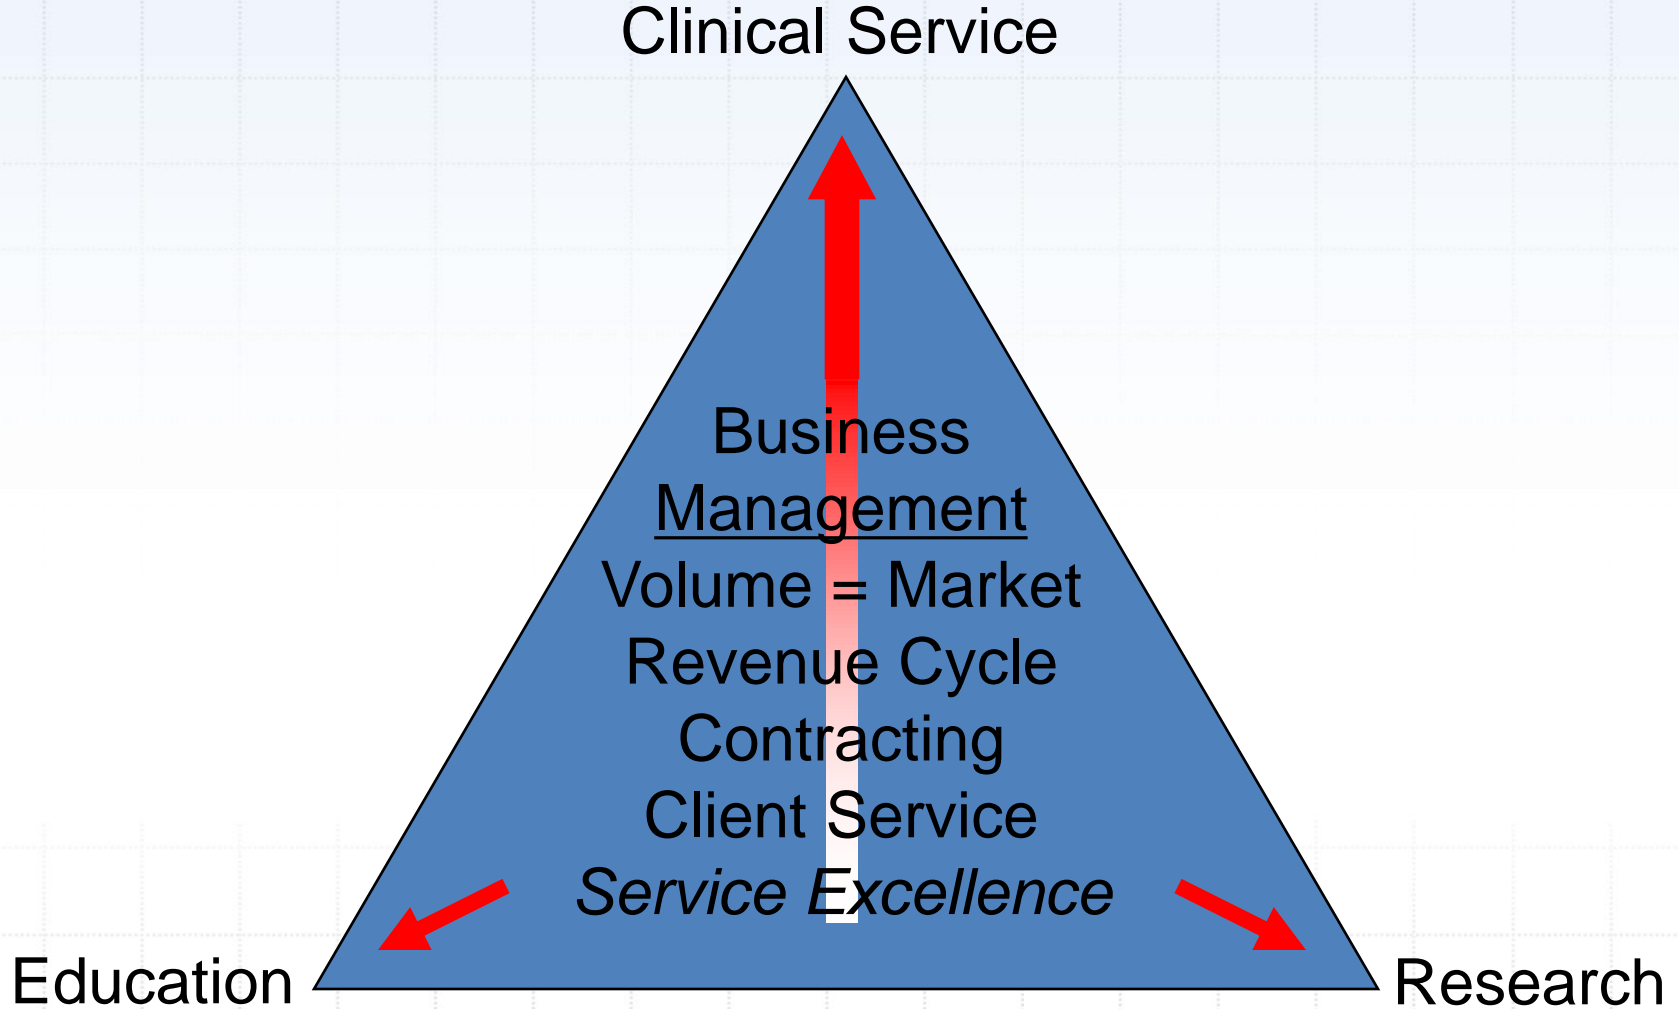 Clinical Service
Business
Management
Volume = Market
Revenue Cycle
Contracting
Client Service
Service Excellence
Education
Research